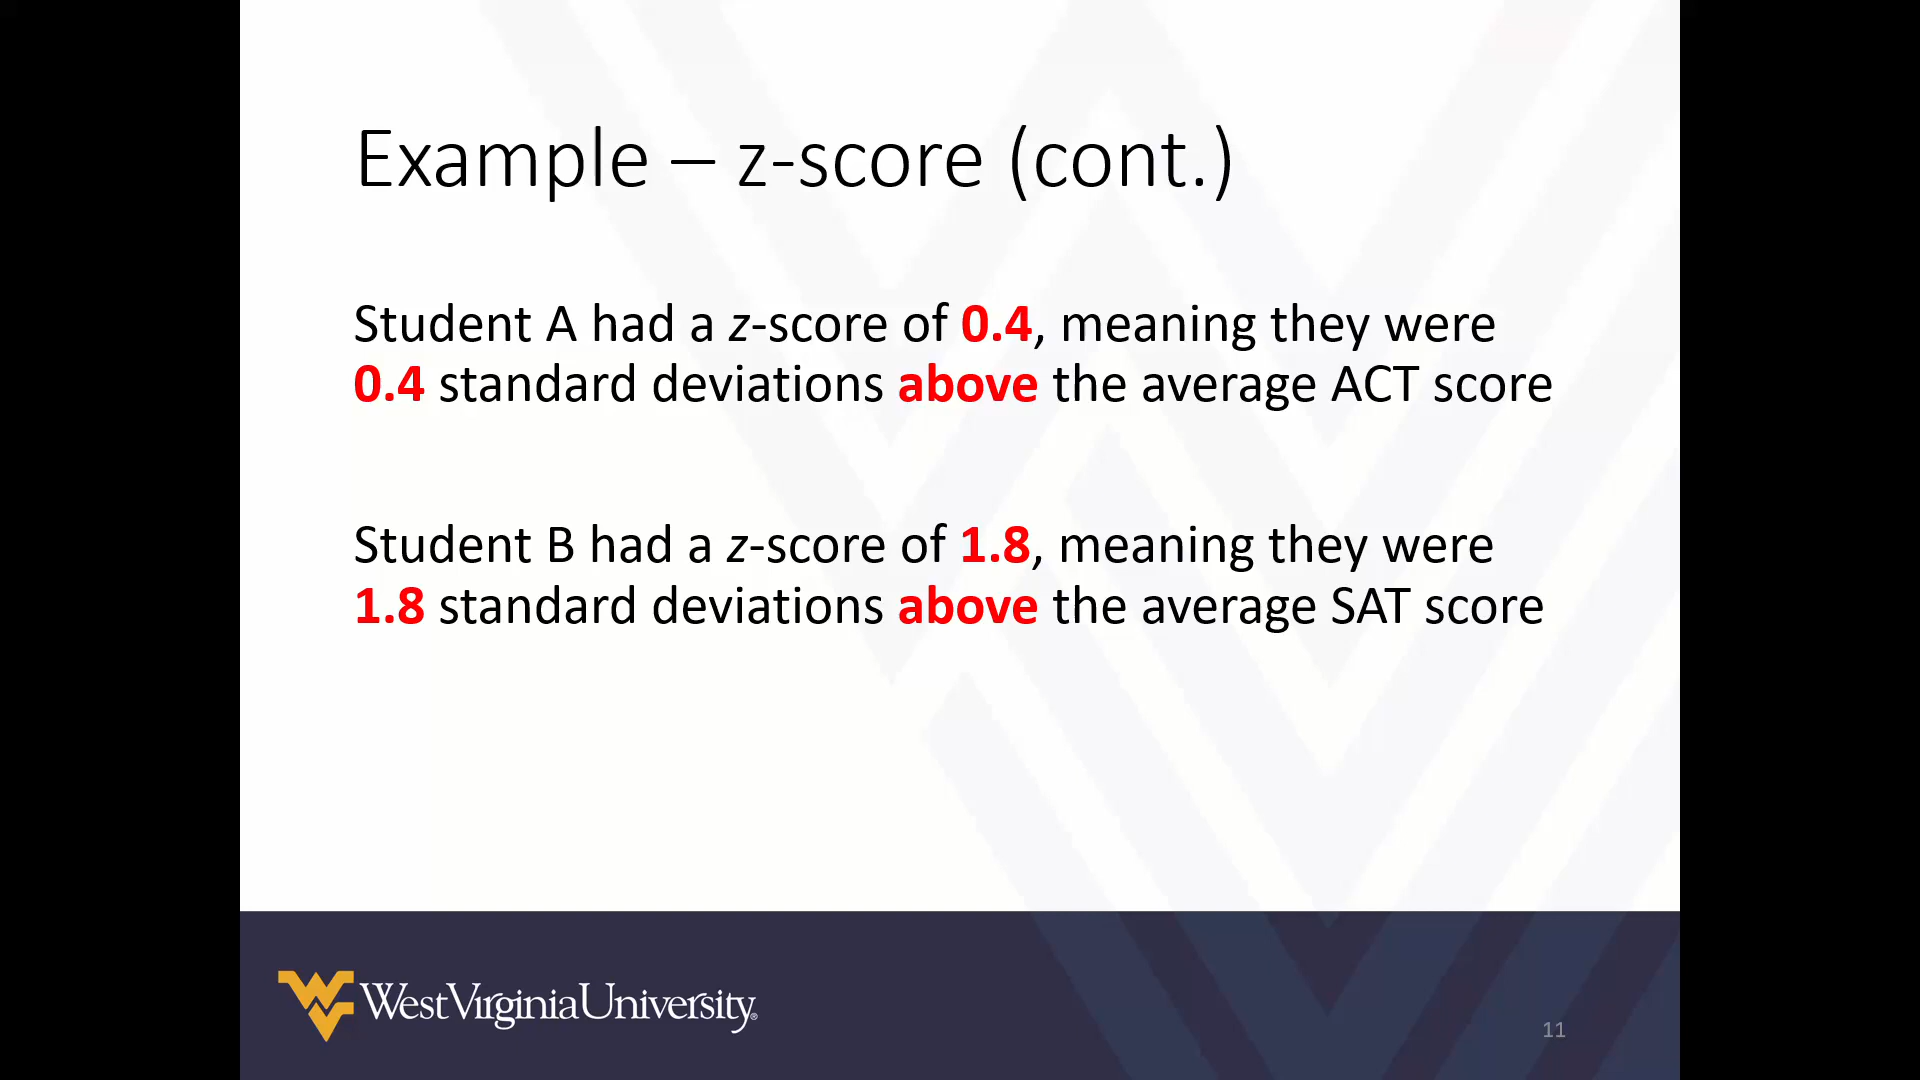 Example – z-score (cont.)
Student A had a z-score of 0.4, meaning they were
0.4 standard deviations above the average ACT score
Student B had a z-score of 1.8, meaning they were
1.8 standard deviations above the average SAT score
WestVirginiaUniversity®
11